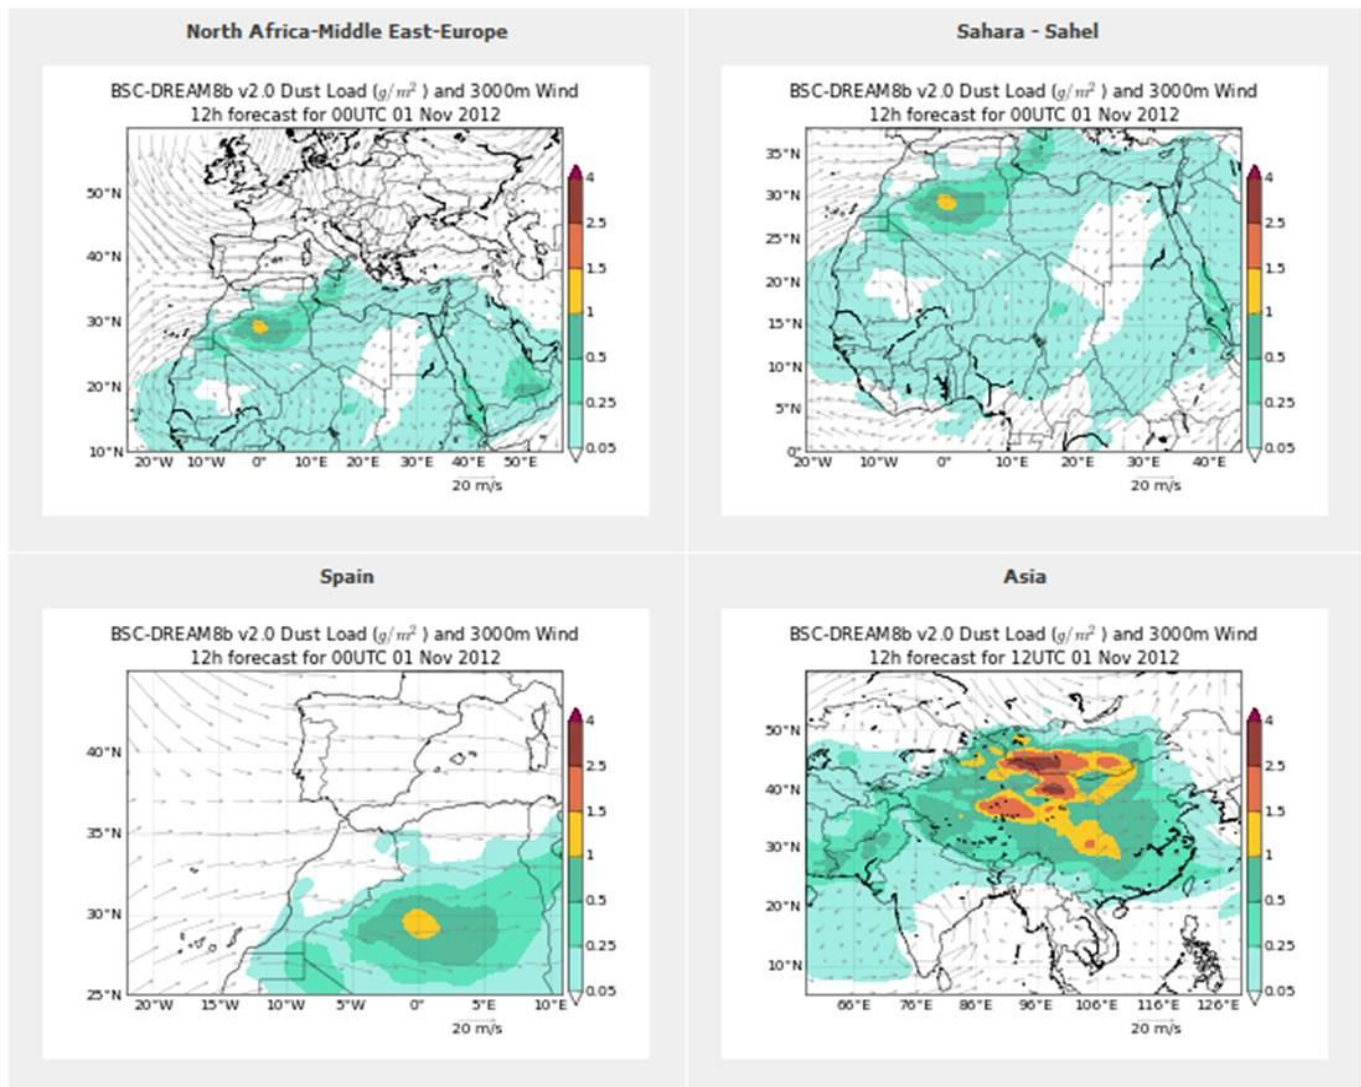 North Africa-Middle East-Europe
BSC-DREAM8b v2.0 Dust Load (g/m² ) and 3000m Wind
12h forecast for 00UTC 01 Nov 2012
50°N
40°N
30°N
20°N
10°N
20°W 10°W 0° 10°E 20°E 30°E 40°E 50°E
20 m/s
4
2.5
1.5
1
0.5
0.25
0.05
Sahara - Sahel
BSC-DREAM8b v2.0 Dust Load (g/m² ) and 3000m Wind
12h forecast for 00UTC 01 Nov 2012
35°N
30°N
25°N
20°N
15°N
10°N
5°N
0°
20°W 10°W 0° 10°E 20°E 30°E 40°E
20 m/s
4
2.5
1.5
1
0.5
0.25
0.05
Spain
BSC-DREAM8b v2.0 Dust Load (g/m² ) and 3000m Wind
12h forecast for 00UTC 01 Nov 2012
40°N
35°N
30°N
25°N
20°W 15°W 10°W 5°W 0° 5°E 10°E
20 m/s
4
2.5
1.5
1
0.5
0.25
0.05
Asia
BSC-DREAM8b v2.0 Dust Load (g/m² ) and 3000m Wind
12h forecast for 12UTC 01 Nov 2012
50°N
40°N
30°N
20°N
10°N
66°E 76°E 86°E 96°E 106°E 116°E 126°E
20 m/s
4
2.5
1.5
1
0.5
0.25
0.05